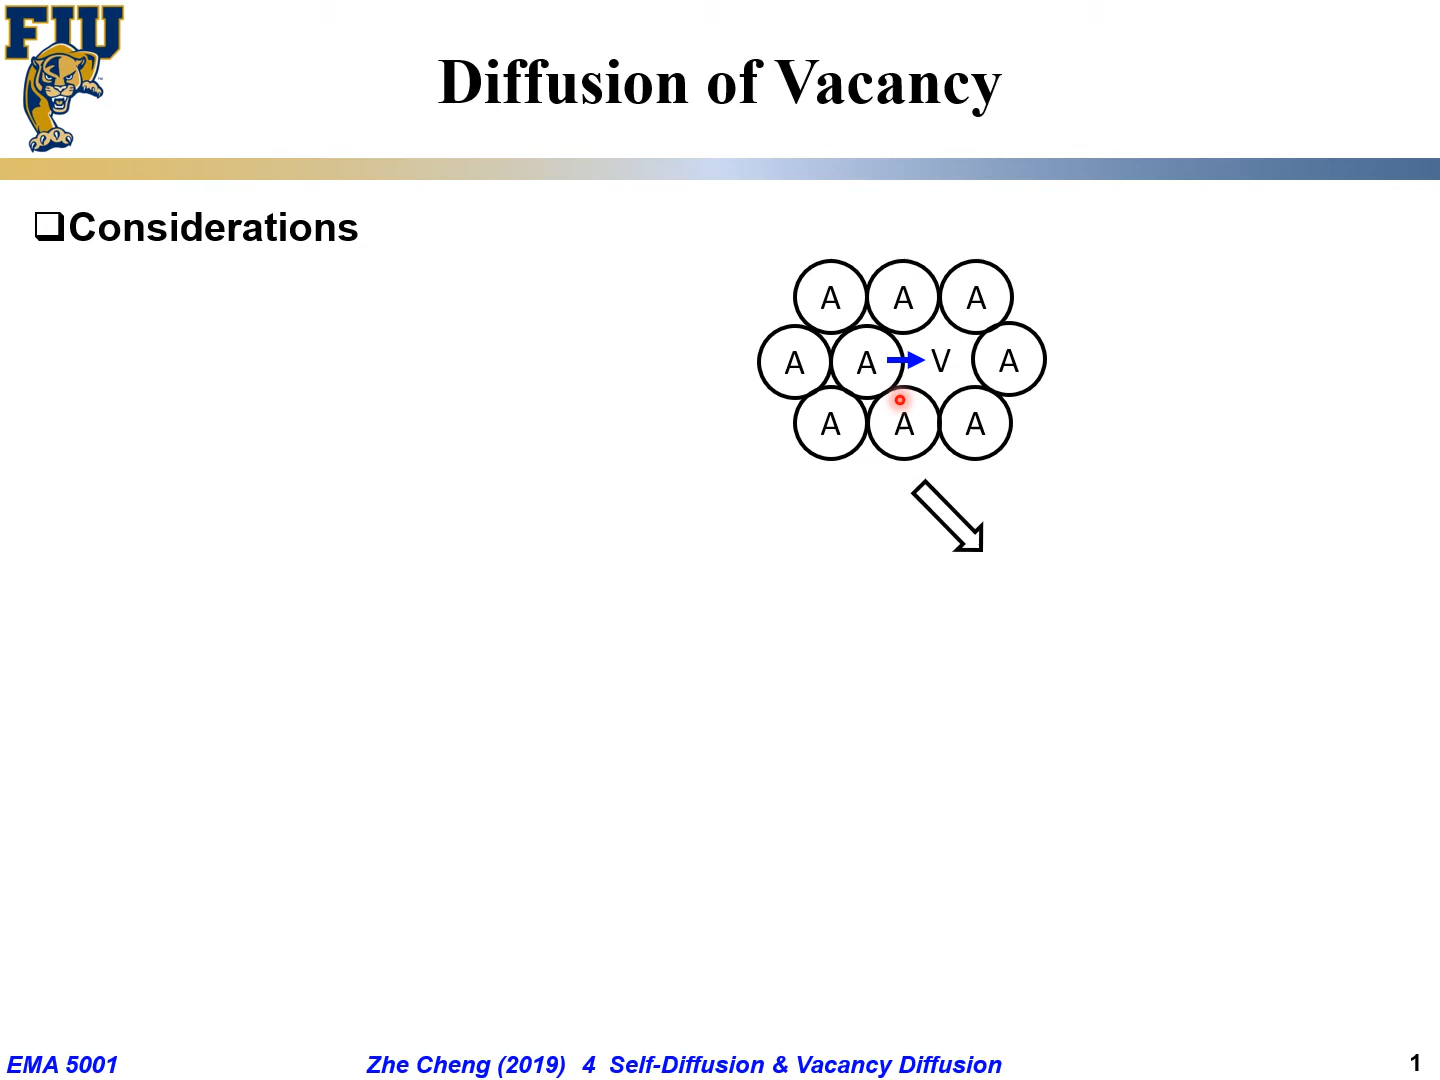 FIU
Diffusion of Vacancy
Considerations
A A A
A A V A
A A A
EMA 5001 Zhe Cheng (2019) 4 Self-Diffusion & Vacancy Diffusion 1